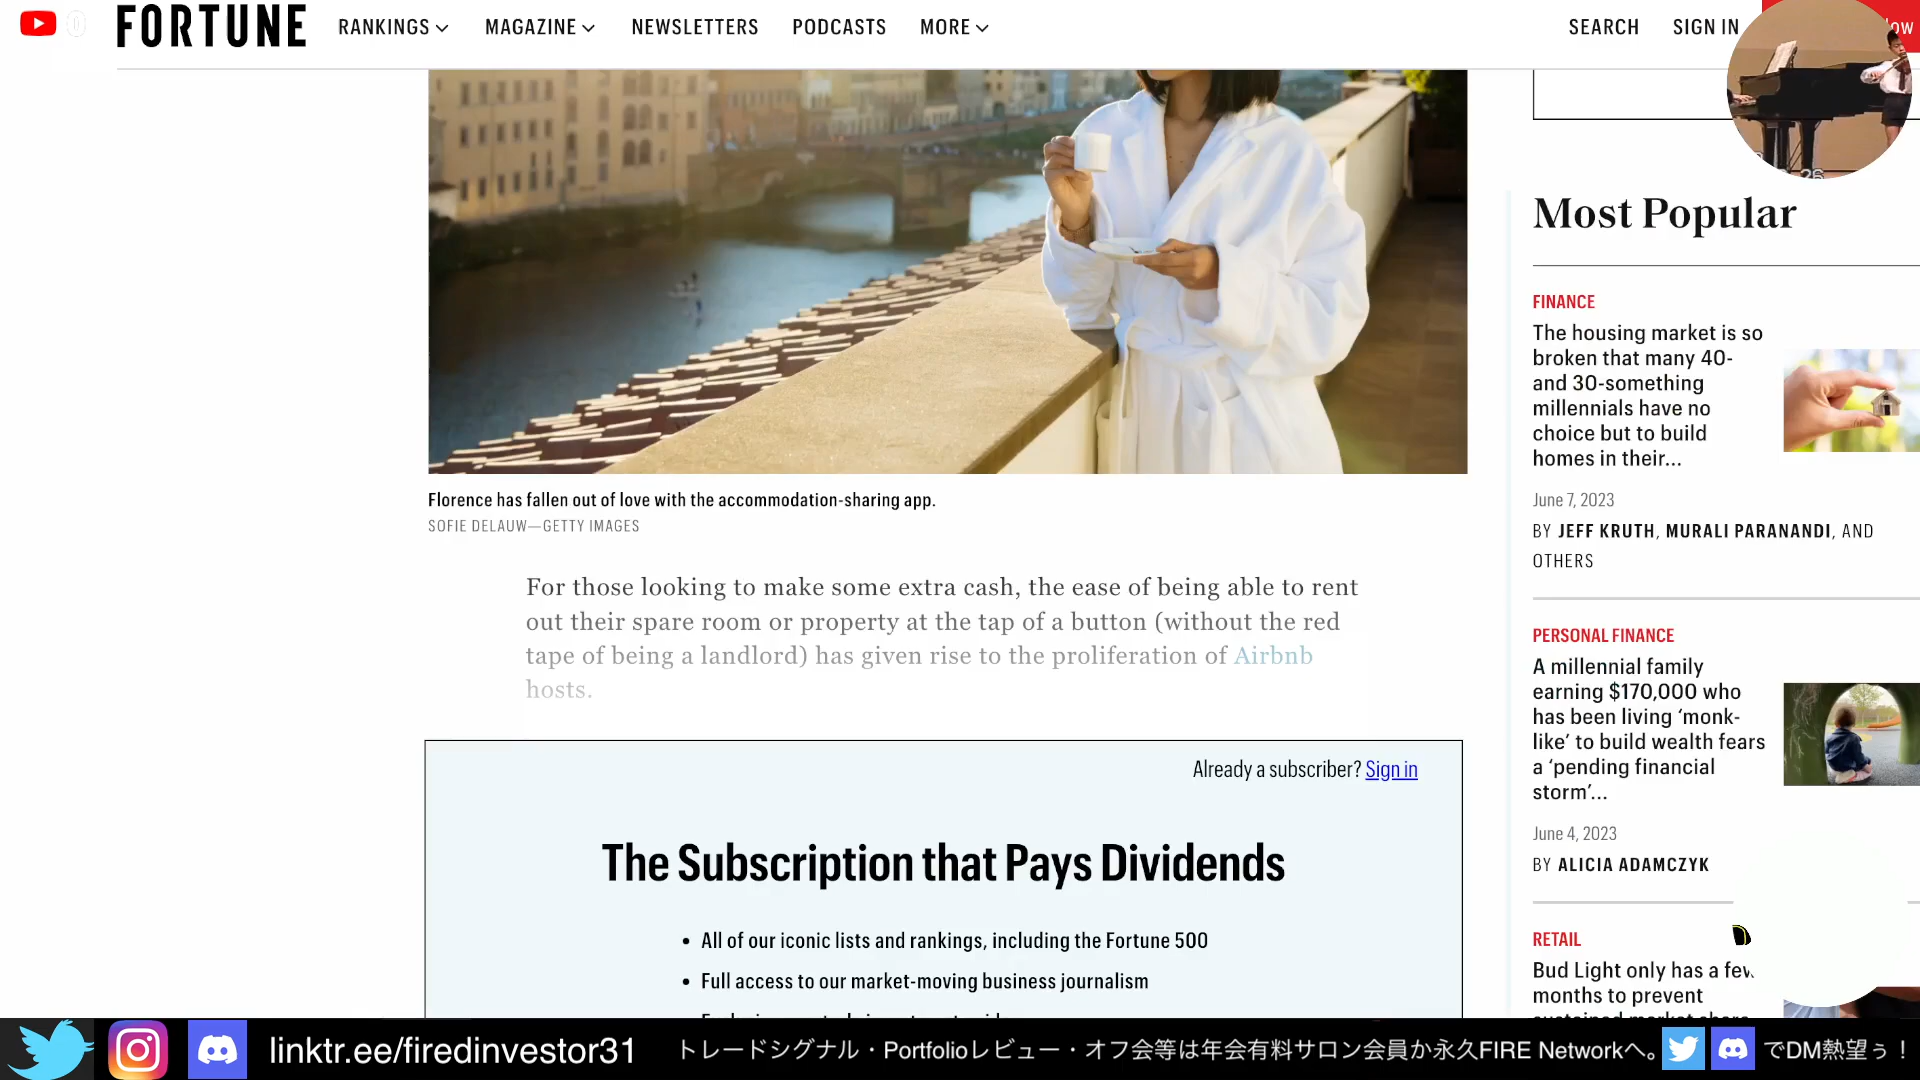 FORTUNE
RANKINGS
MAGAZINE
NEWSLETTERS
PODCASTS
MORE
SEARCH
SIGN IN
Florence has fallen out of love with the accommodation-sharing app.
SOFIE DELAUW—GETTY IMAGES
For those looking to make some extra cash, the ease of being able to rent
out their spare room or property at the tap of a button (without the red
tape of being a landlord) has given rise to the proliferation of Airbnb
hosts.
Already a subscriber? Sign in
The Subscription that Pays Dividends
• All of our iconic lists and rankings, including the Fortune 500
• Full access to our market-moving business journalism
Most Popular
FINANCE
The housing market is so
broken that many 40-
and 30-something
millennials have no
choice but to build
homes in their...
June 7, 2023
BY JEFF KRUTH, MURALI PARANANDI, AND
OTHERS
PERSONAL FINANCE
A millennial family
earning $170,000 who
has been living ‘monk-
like’ to build wealth fears
a ‘pending financial
storm’...
June 4, 2023
BY ALICIA ADAMCZYK
RETAIL
Bud Light only has a few
months to prevent
sustained market share
linktr.ee/firedinvestor31
トレードシグナル・Portfolioレビュー・オフ会等は年会有料サロン会員か永久FIRE Networkへ。
でDM熱望ぅ！